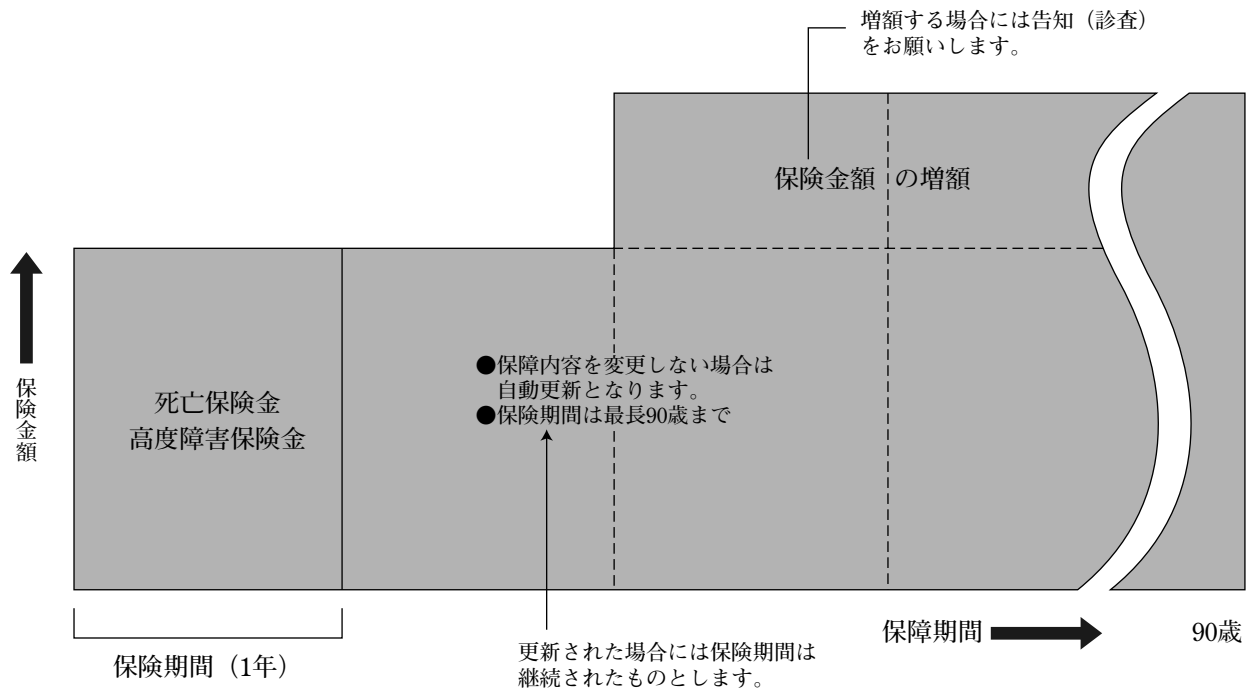 増額する場合には告知（診査）
をお願いします。
保険金額の増額
保険金額
死亡保険金
高度障害保険金
●保障内容を変更しない場合は
自動更新となります。
●保険期間は最長90歳まで
保障期間
90歳
保険期間（1年）
更新された場合には保険期間は
継続されたものとします。